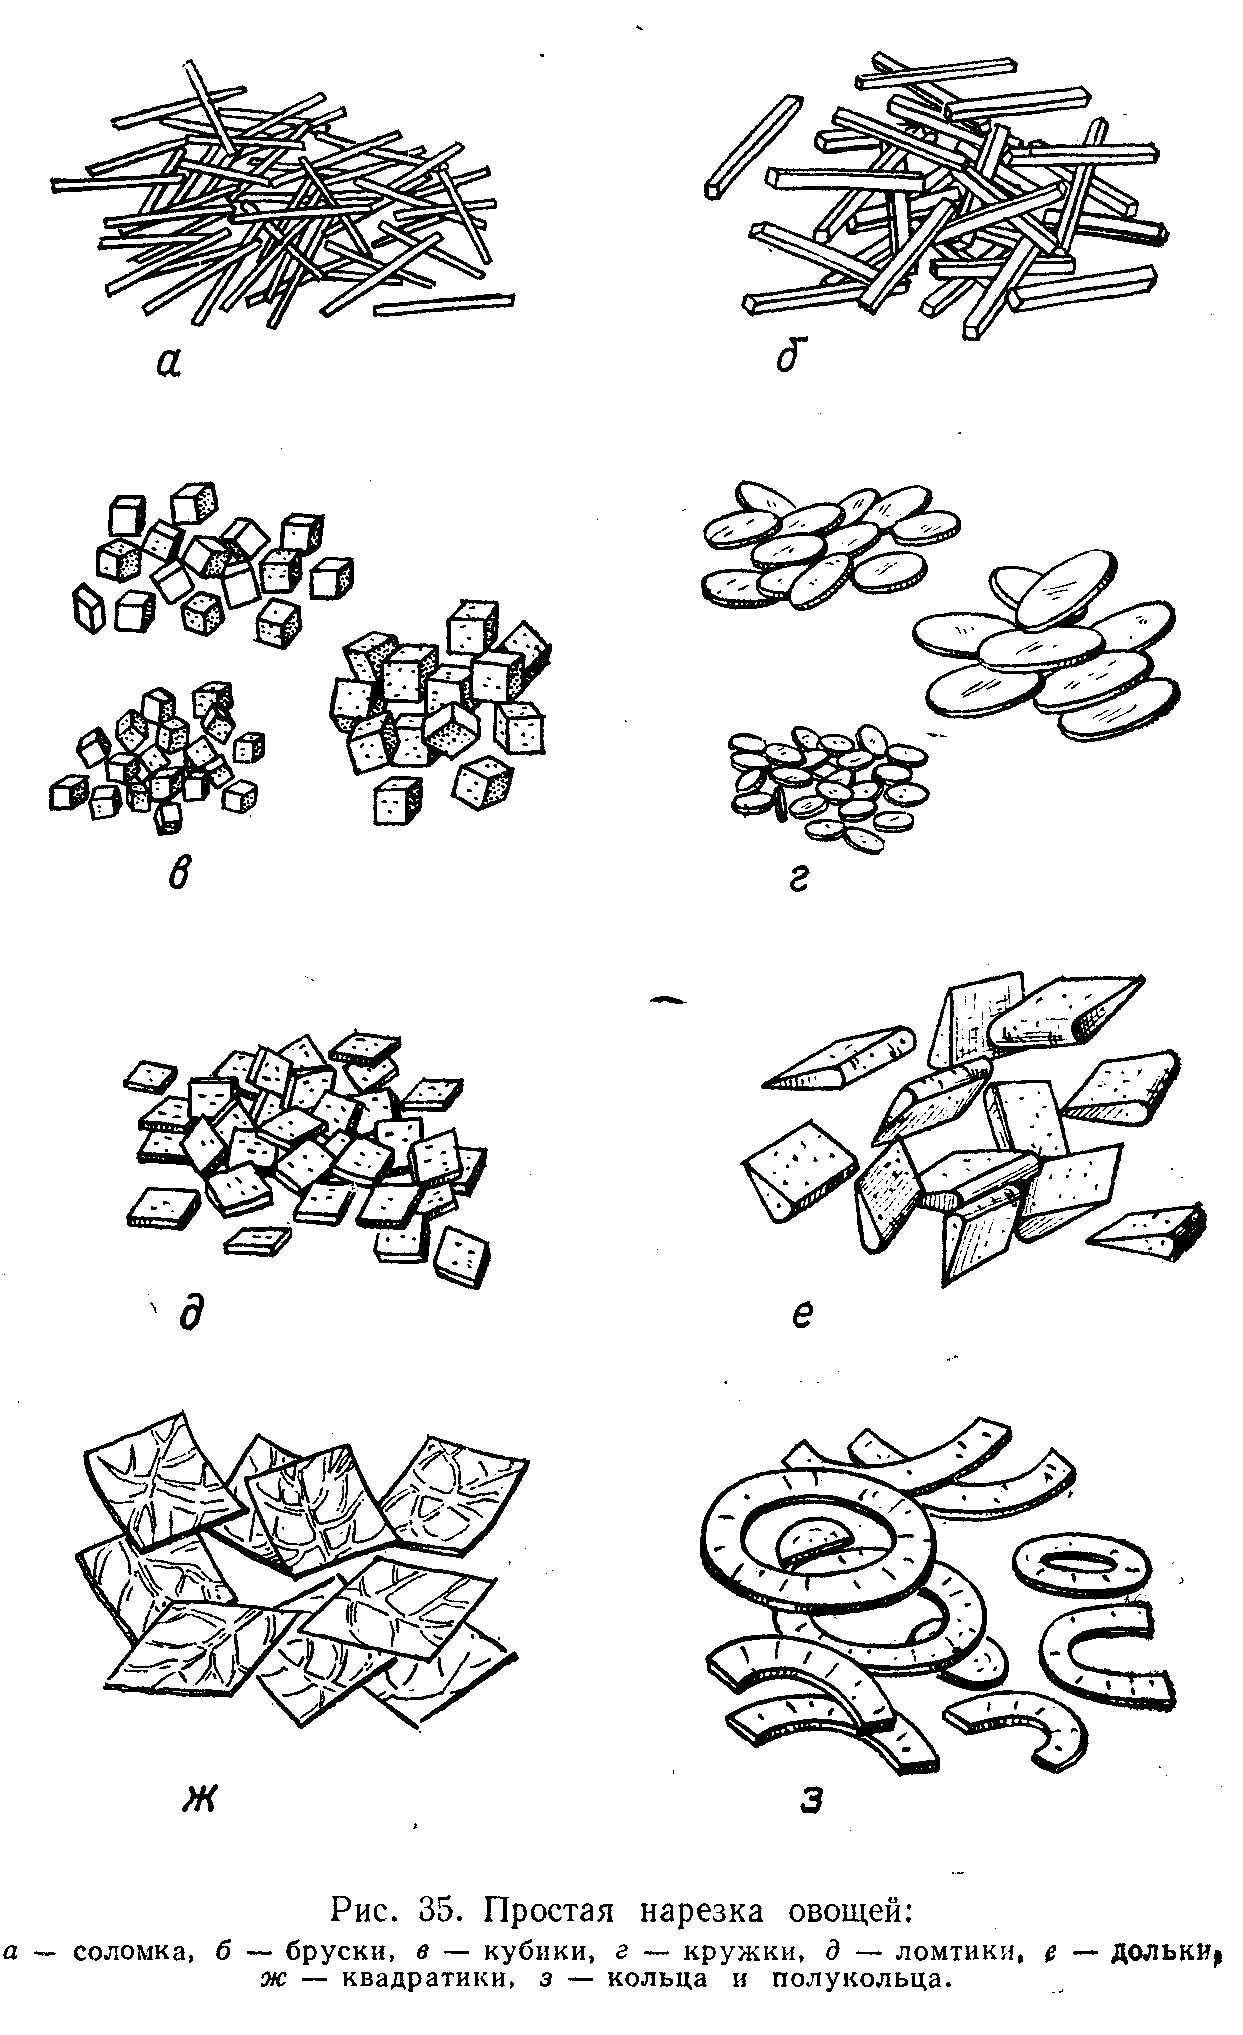 а
б
в
г
д
е
ж
з
Рис. 35. Простая нарезка овощей:
а — соломка, б — бруски, в — кубики, г — кружки, д — ломтики, е — дольки,
ж — квадратики, з — кольца и полукольца.